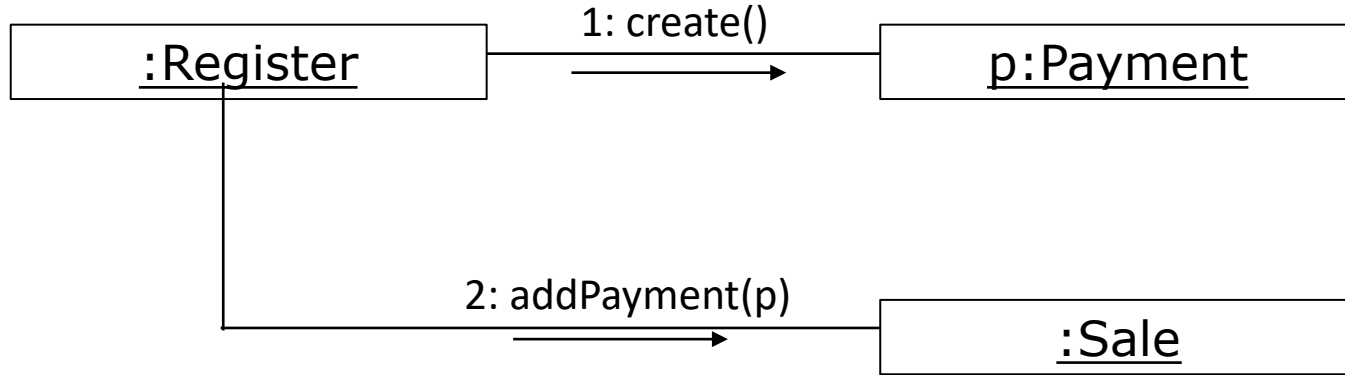 1: create()
:Register
p:Payment
2: addPayment(p)
:Sale